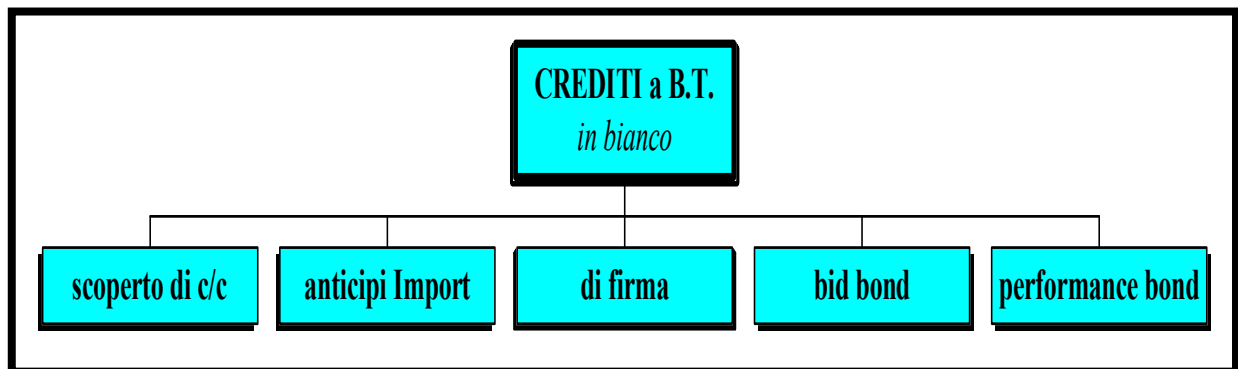 CREDITI a B.T.
in bianco
scoperto di c/c
anticipi Import
di firma
bid bond
performance bond